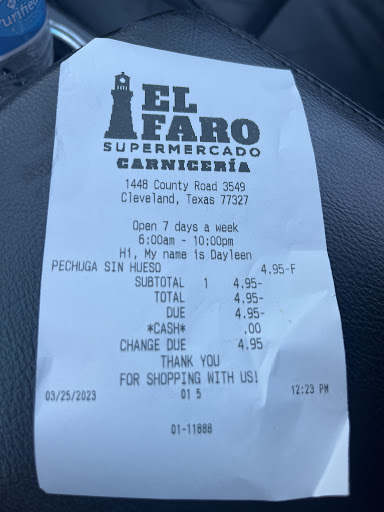 EL
FARO
SUPERMERCADO
CARNICERÍA
1448 County Road 3549
Cleveland, Texas 77327
Open 7 days a week
6:00am - 10:00pm
Hi, My name is Dayleen
PECHUGA SIN HUESO 4.95-F
SUBTOTAL 1 4.95-
TOTAL 4.95-
DUE 4.95-
*CASH* .00
CHANGE DUE 4.95
THANK YOU
FOR SHOPPING WITH US!
03/25/2023 01 5 12:23 PM
01-11888